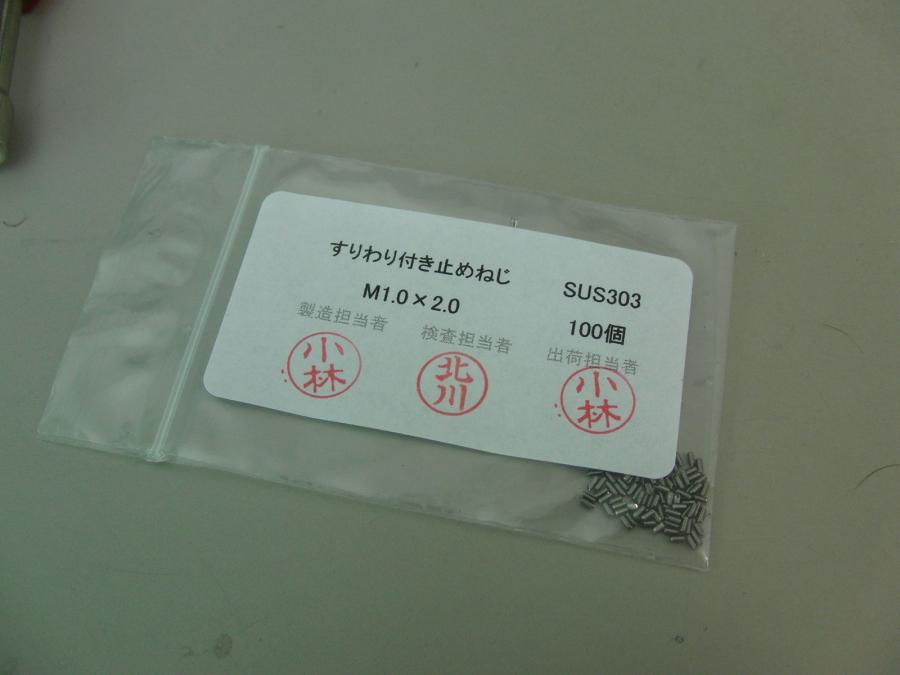 すりわり付き止めねじ SUS303
M1.0×2.0 100個
製造担当者 検査担当者 出荷担当者
小林 北川 小林